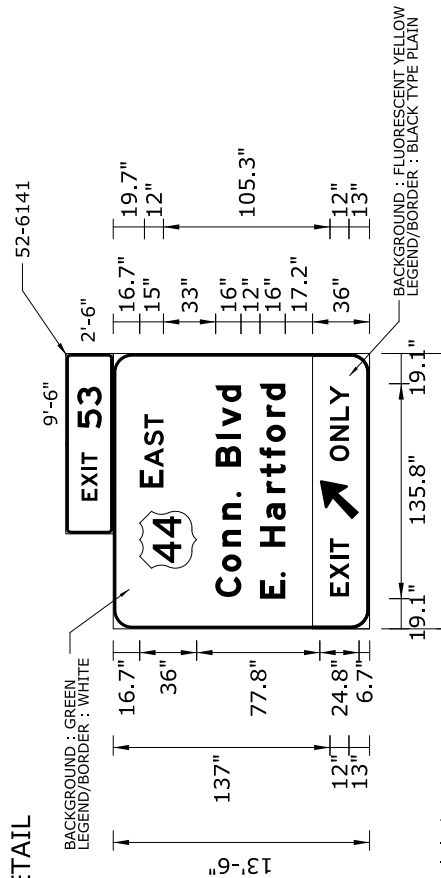 ETAIL
BACKGROUND : GREEN
LEGEND/BORDER : WHITE
52-6141
9'-6"
2'-6"
EXIT 53
44 EAST
Conn. Blvd
E. Hartford
EXIT ONLY
13'-6"
137"
12"
13"
16.7"
36"
77.8"
24.8"
6.7"
16.7"
15"
33"
16"
12"
16"
17.2"
36"
19.7"
12"
105.3"
12"
13"
19.1"
135.8"
19.1"
BACKGROUND : FLUORESCENT YELLOW
LEGEND/BORDER : BLACK TYPE PLAIN